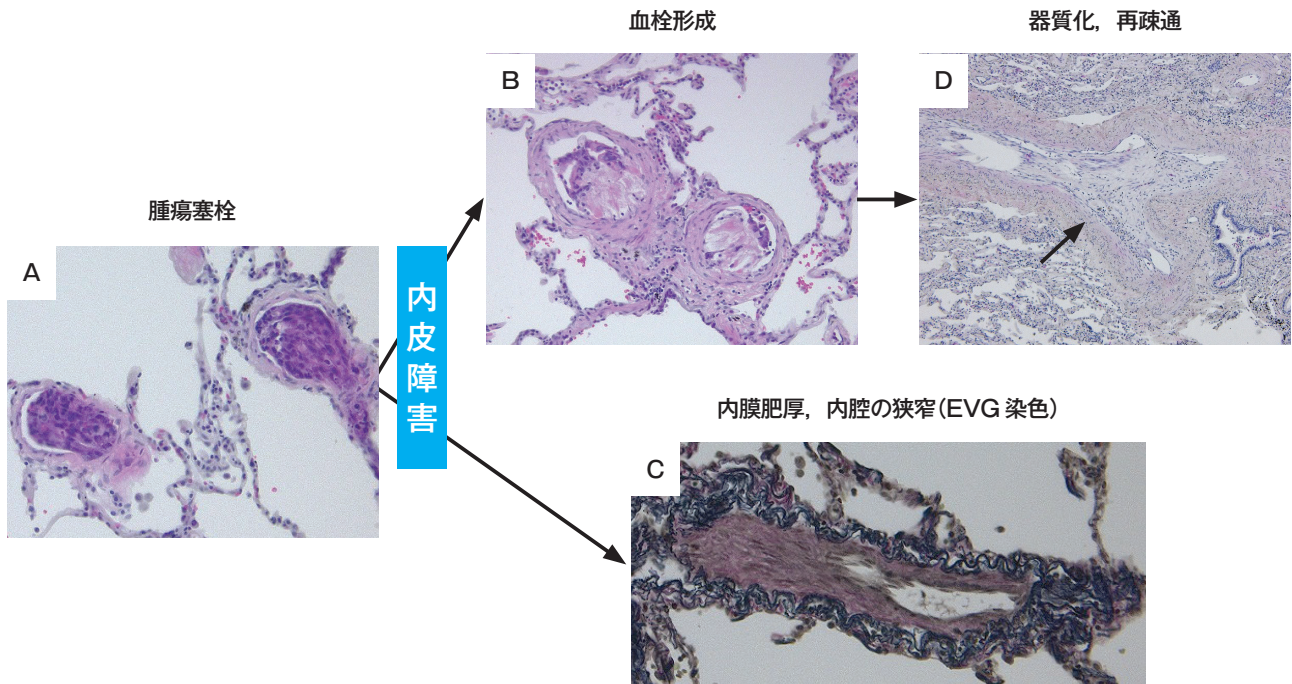 血栓形成
器質化，再疎通
B
D
腫瘍塞栓
A
内皮障害
内膜肥厚，内腔の狭窄（EVG 染色）
C